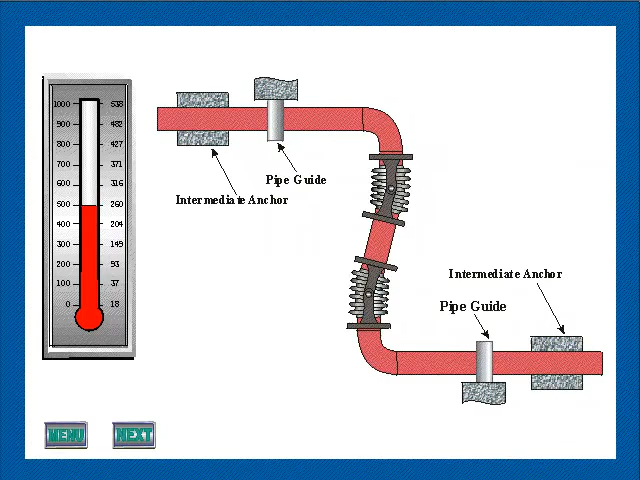 1000 538
900 482
800 427
700 371
600 316
500 260
400 204
300 149
200 93
100 37
0 18
Pipe Guide
Intermediate Anchor
Intermediate Anchor
Pipe Guide
MENU NEXT